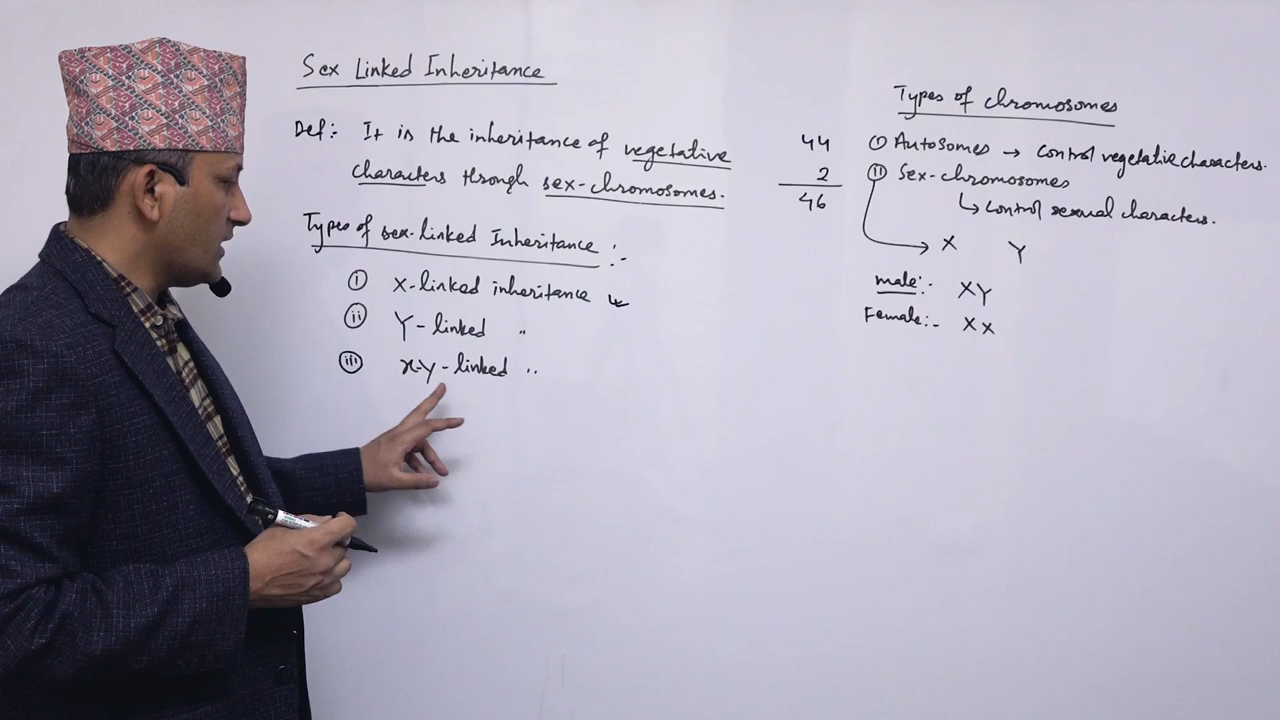 Sex Linked Inheritance
Def:- It is the inheritance of vegetative
characters through sex-chromosomes.
Types of sex-linked Inheritance :-
(i) X-linked inheritance
(ii) Y-linked "
(iii) X-Y-linked "
44
2
46
Types of chromosomes
(i) Autosomes → Control vegetative characters.
(ii) Sex-chromosomes
↳ Control sexual characters.
→ X Y
male:- XY
Female:- XX